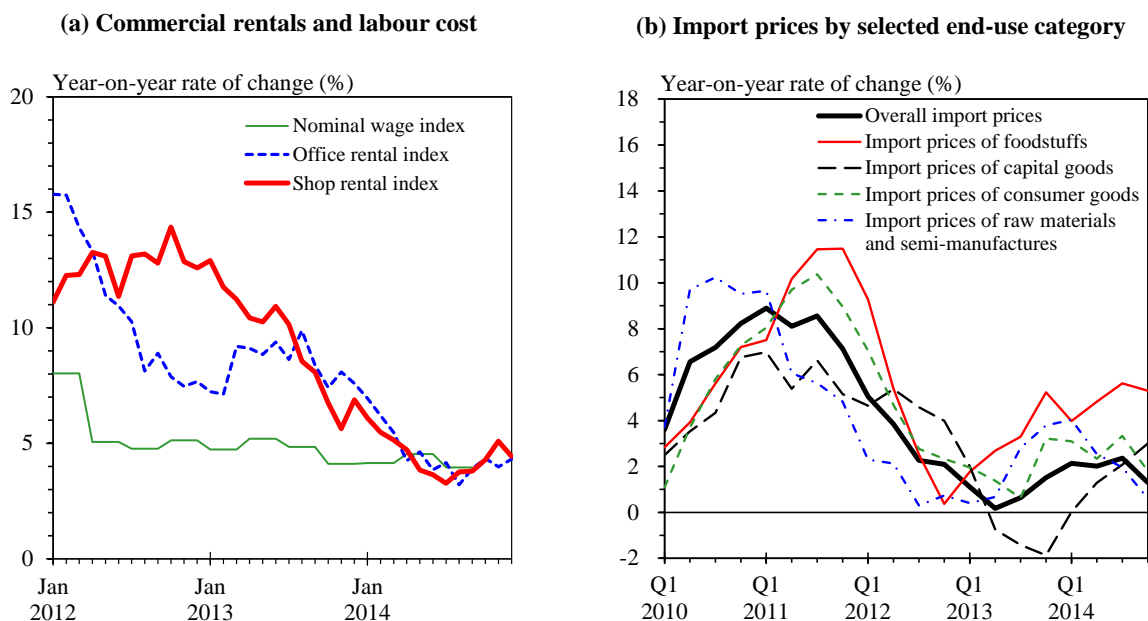 (a) Commercial rentals and labour cost
Year-on-year rate of change (%)
20
15
10
5
0
Nominal wage index
Office rental index
Shop rental index
Jan
2012
Jan
2013
Jan
2014
(b) Import prices by selected end-use category
Year-on-year rate of change (%)
18
16
14
12
10
8
6
4
2
0
-2
Overall import prices
Import prices of foodstuffs
Import prices of capital goods
Import prices of consumer goods
Import prices of raw materials
and semi-manufactures
Q1
2010
Q1
2011
Q1
2012
Q1
2013
Q1
2014